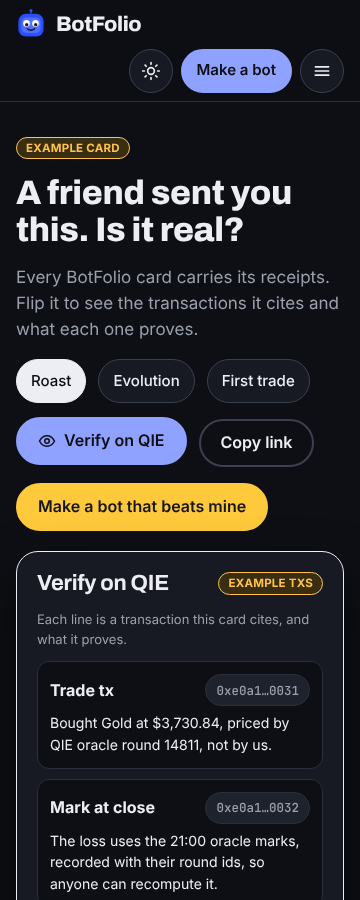 BotFolio
Make a bot
EXAMPLE CARD
A friend sent you
this. Is it real?
Every BotFolio card carries its receipts.
Flip it to see the transactions it cites and
what each one proves.
Roast
Evolution
First trade
Verify on QIE
Copy link
Make a bot that beats mine
Verify on QIE
EXAMPLE TXS
Each line is a transaction this card cites, and
what it proves.
Trade tx
0xe0a1…0031
Bought Gold at $3,730.84, priced by
QIE oracle round 14811, not by us.
Mark at close
0xe0a1…0032
The loss uses the 21:00 oracle marks,
recorded with their round ids, so
anyone can recompute it.